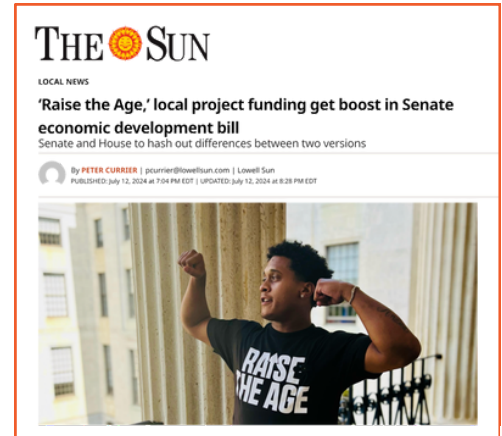 THE SUN
LOCAL NEWS
‘Raise the Age,’ local project funding get boost in Senate
economic development bill
Senate and House to hash out differences between two versions
By PETER CURRIER | pcurrier@lowellsun.com | Lowell Sun
PUBLISHED: July 12, 2024 at 7:04 PM EDT | UPDATED: July 12, 2024 at 8:28 PM EDT
RAISE
THE AGE